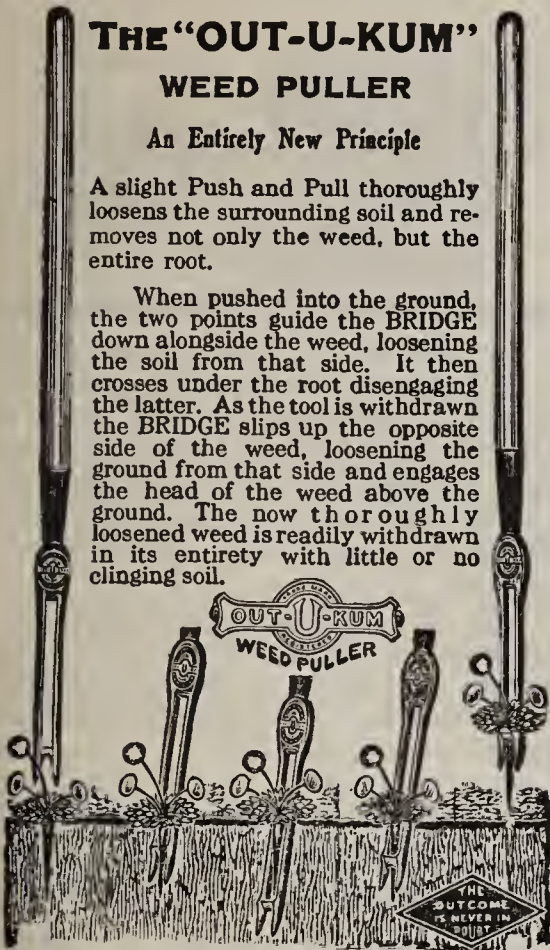 THE "OUT-U-KUM"
WEED PULLER
An Entirely New Principle
A slight Push and Pull thoroughly
loosens the surrounding soil and re-
moves not only the weed, but the
entire root.
When pushed into the ground,
the two points guide the BRIDGE
down alongside the weed, loosening
the soil from that side. It then
crosses under the root disengaging
the latter. As the tool is withdrawn
the BRIDGE slips up the opposite
side of the weed, loosening the
ground from that side and engages
the head of the weed above the
ground. The now thoroughly
loosened weed is readily withdrawn
in its entirety with little or no
clinging soil.
TRADE MARK
OUT-U-KUM
REGISTERED
WEED PULLER
THE
OUTCOME
IS NEVER IN
DOUBT